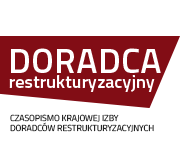 DORADCA
restrukturyzacyjny
CZASOPISMO KRAJOWEJ IZBY
DORADCÓW RESTRUKTURYZACYJNYCH